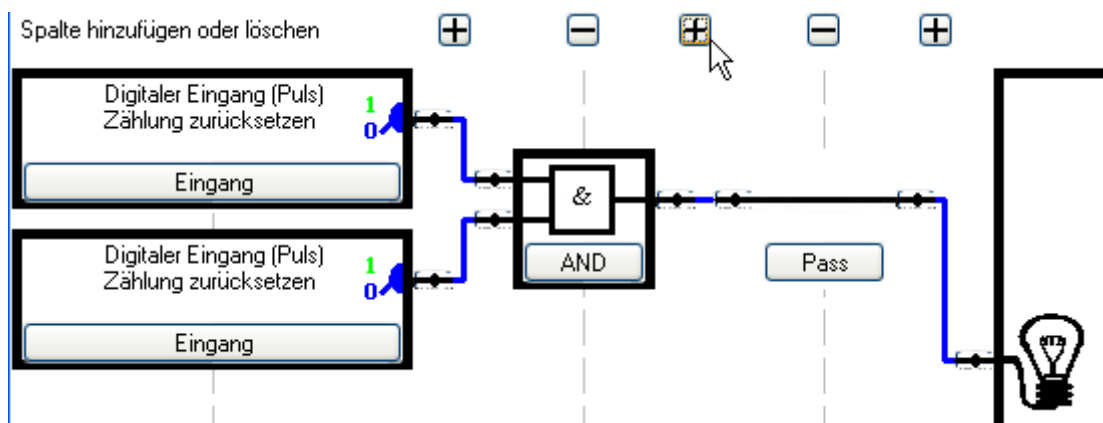 Spalte hinzufügen oder löschen
Digitaler Eingang (Puls)
Zählung zurücksetzen
1
0
Eingang
&
AND
Pass
Digitaler Eingang (Puls)
Zählung zurücksetzen
1
0
Eingang